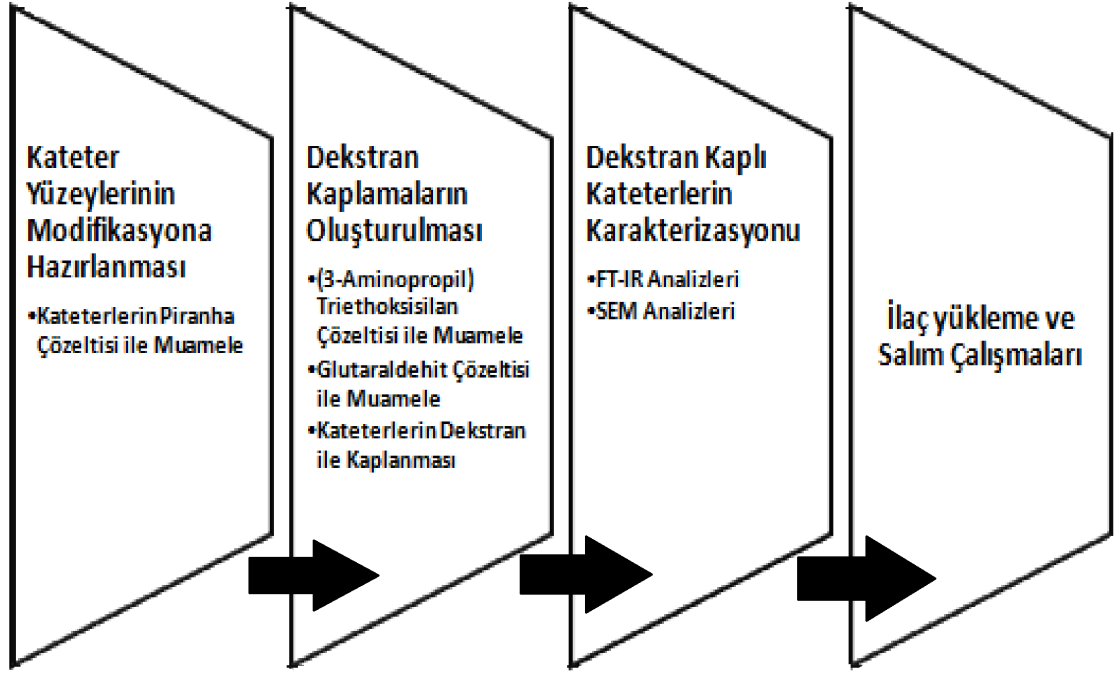 Kateter
Yüzeylerinin
Modifikasyona
Hazırlanması
•Kateterlerin Piranha
Çözeltisi ile Muamele
Dekstran
Kaplamaların
Oluşturulması
•(3-Aminopropil)
Triethoksisilan
Çözeltisi ile Muamele
•Glutaraldehit Çözeltisi
ile Muamele
•Kateterlerin Dekstran
ile Kaplanması
Dekstran Kaplı
Kateterlerin
Karakterizasyonu
•FT-IR Analizleri
•SEM Analizleri
İlaç yükleme ve
Salım Çalışmaları